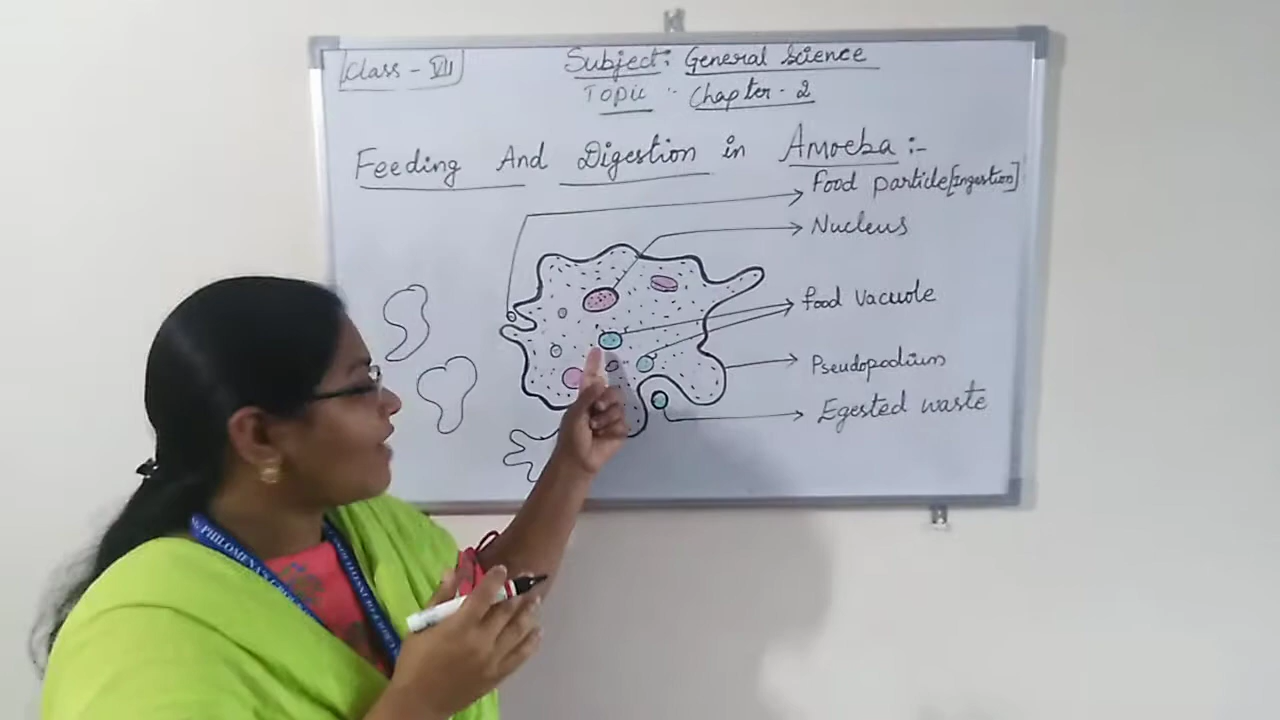 Class - VII
Subject: General Science
Topic :- Chapter - 2
Feeding And Digestion in Amoeba :-
Food particle [Ingestion]
Nucleus
food Vacuole
Pseudopodium
Egested waste
PHILOMENA'S